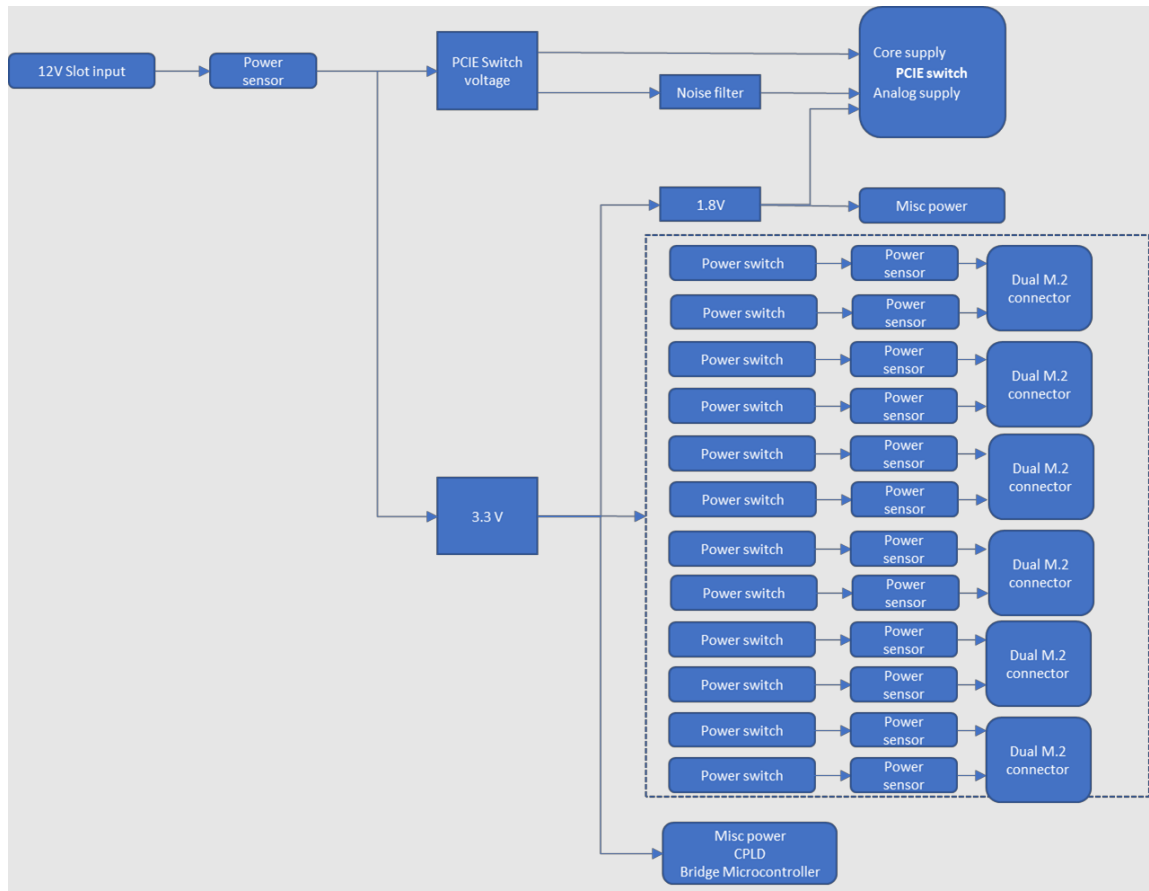 12V Slot input
Power
sensor
PCIE Switch
voltage
Noise filter
Core supply
PCIE switch
Analog supply
1.8V
Misc power
3.3 V
Power switch
Power
sensor
Power switch
Power
sensor
Dual M.2
connector
Power switch
Power
sensor
Power switch
Power
sensor
Dual M.2
connector
Power switch
Power
sensor
Power switch
Power
sensor
Dual M.2
connector
Power switch
Power
sensor
Power switch
Power
sensor
Dual M.2
connector
Power switch
Power
sensor
Power switch
Power
sensor
Dual M.2
connector
Power switch
Power
sensor
Power switch
Power
sensor
Dual M.2
connector
Misc power
CPLD
Bridge Microcontroller